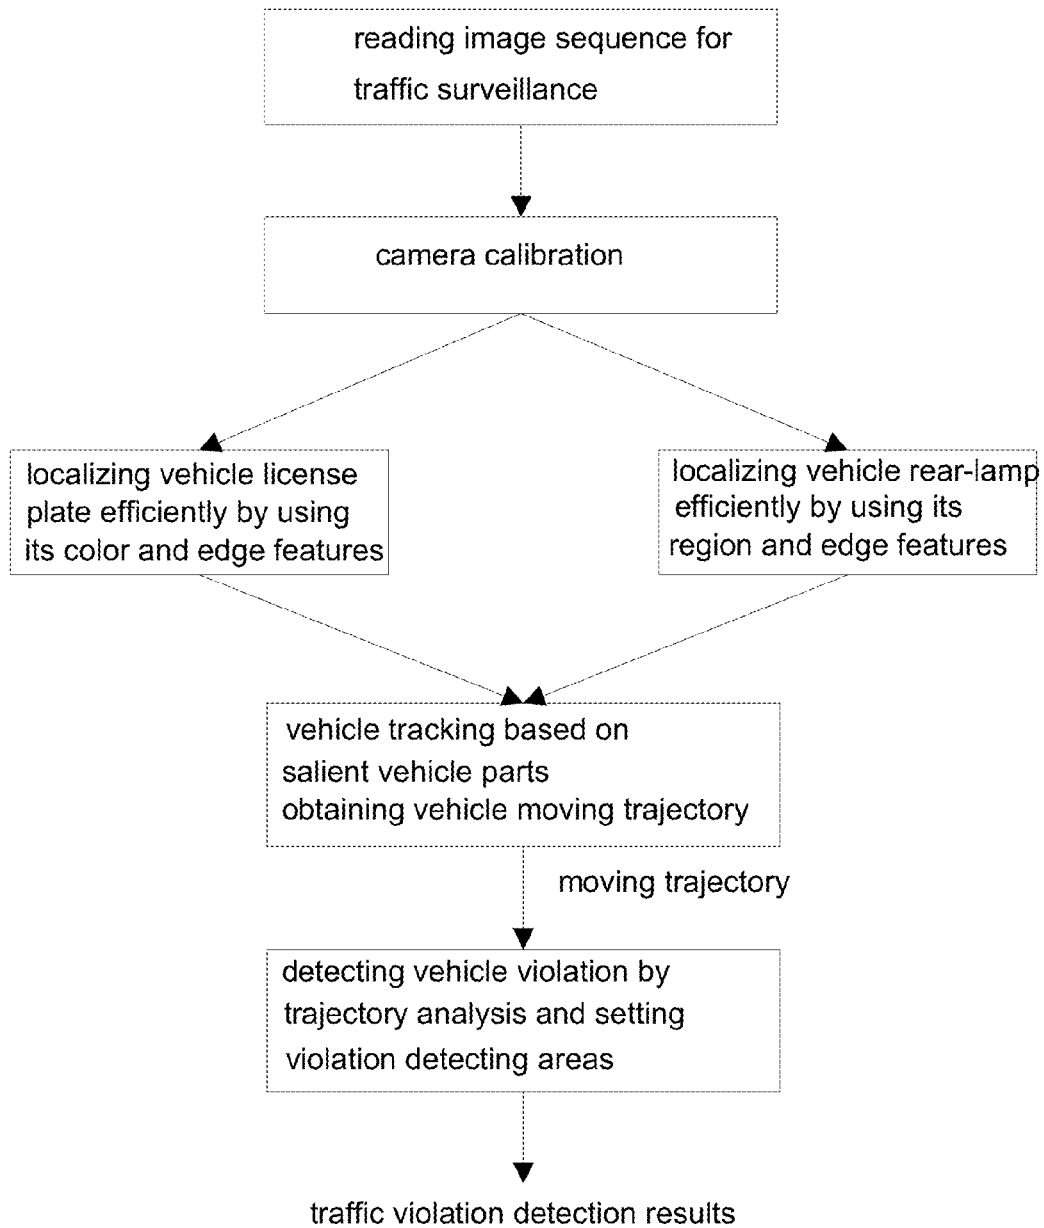 reading image sequence for
traffic surveillance
camera calibration
localizing vehicle license
plate efficiently by using
its color and edge features
localizing vehicle rear-lamp
efficiently by using its
region and edge features
vehicle tracking based on
salient vehicle parts
obtaining vehicle moving trajectory
moving trajectory
detecting vehicle violation by
trajectory analysis and setting
violation detecting areas
traffic violation detection results